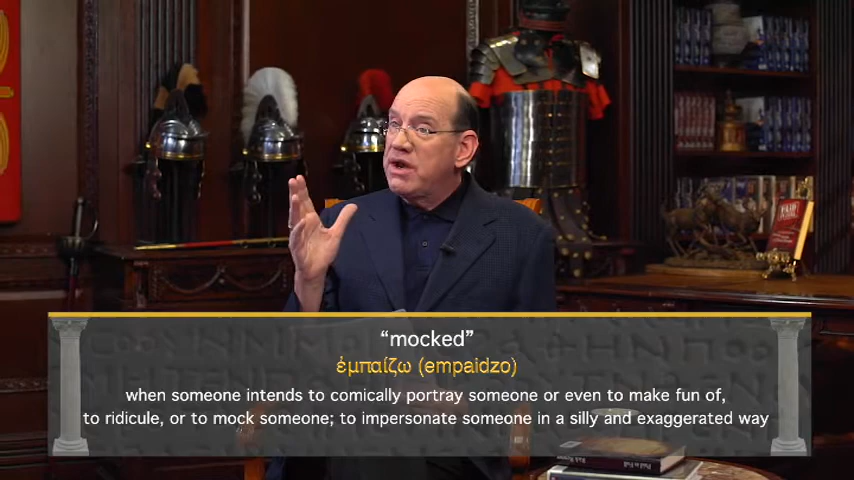 “mocked”
ἐμπαίζω (empaidzo)
when someone intends to comically portray someone or even to make fun of,
to ridicule, or to mock someone; to impersonate someone in a silly and exaggerated way